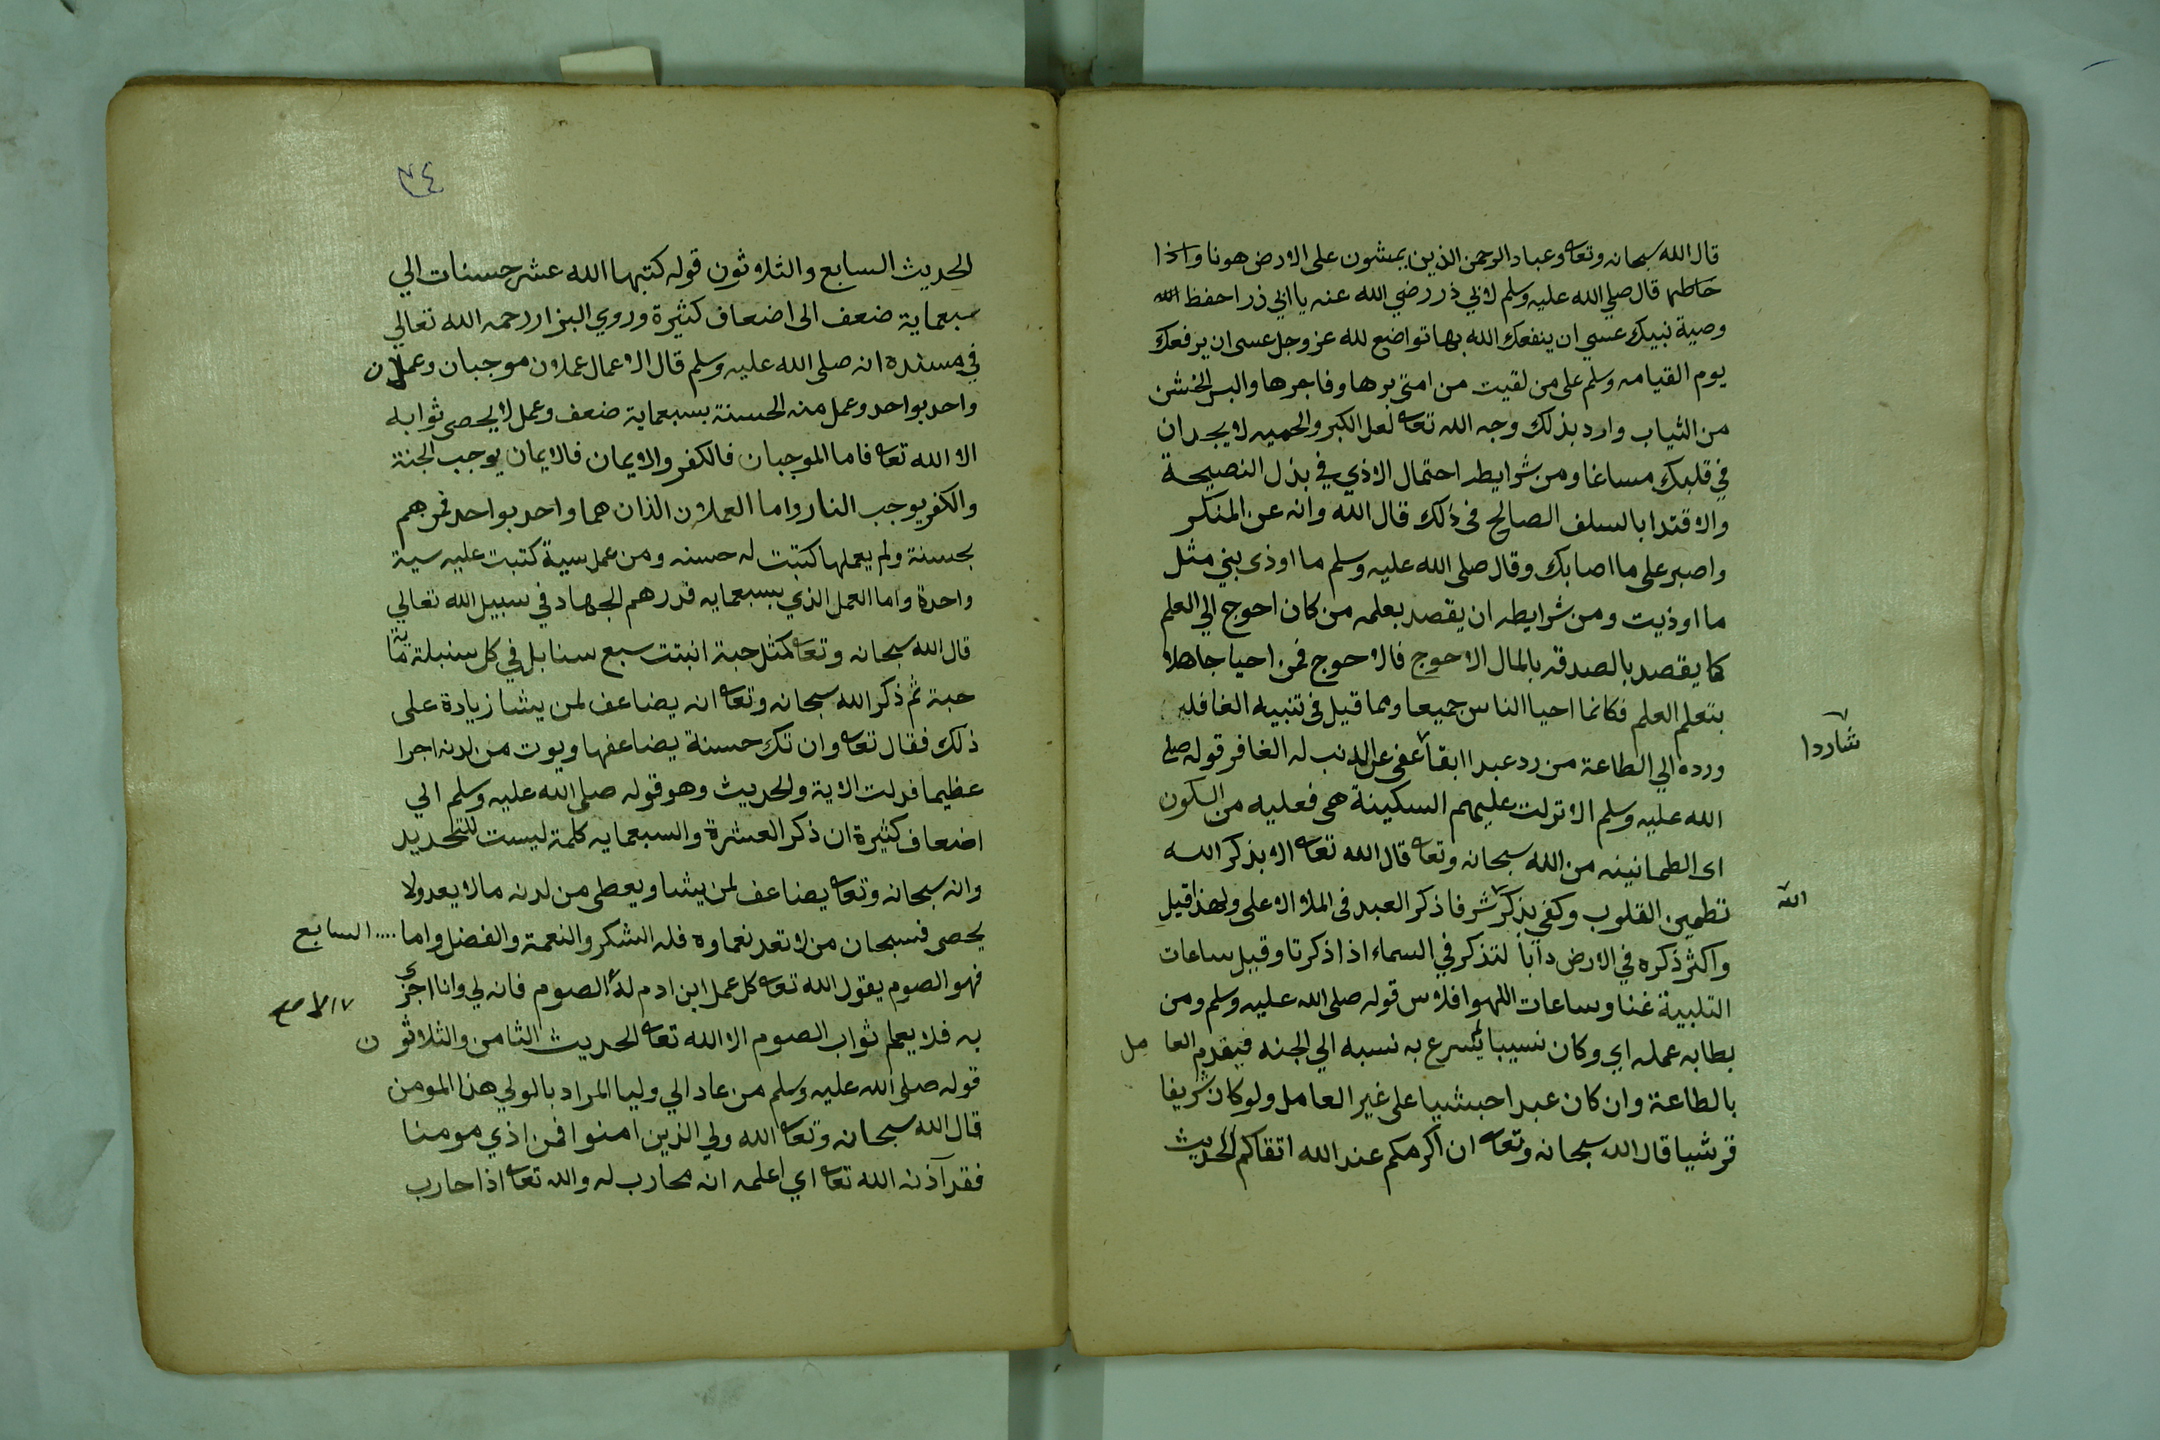 قال الله سبحانه وتعا وعباد الرحمن الذين يمشون على الارض هونا واذا
خاطبهم قال صلي الله عليه وسلم لابي ذر رضي الله عنه يا ابي ذر احفظ
وصية نبيك عسي ان ينفعك الله بها تواضع لله عز وجل عسى ان يرفعك
يوم القيامه وسلم على من لقيت من امتي برها وفاجرها والبس الخشن
من الثياب وارد بذلك وجه الله تعا لعل الكبر والحميه لا يجدان
في قلبك مساغا ومن شرايطه احتمال الاذي في بذل النصيحة
والاقتدا بالسلف الصالح فى ذلك قال الله وانه عن المنكر
واصبر على ما اصابك وقال صلى الله عليه وسلم ما اوذى نبي مثل
ما اوذيت ومن شرايطه ان يقصد بعلمه من كان احوج الي العلم
كما يقصد بالصدقه بالمال الاحوج فالاحوج فمن احيا جاهلا
بتعلم العلم فكانما احيا الناس جميعا ومما قيل فى تنبيه الغافلين
ورده الي الطاعة من رد عبدا ابقا عفى عن الذنب له الغافر قوله صلى
شاردا
الله عليه وسلم الا نزلت عليهم السكينة هى فعليه من السكون
اى الطمانينه من الله سبحانه وتعا قال الله تعا الا بذكر الله
تطمين القلوب وكفى بذكر شرفا ذكر العبد فى الملا الاعلى ولهذا قيل
الله
واكثر ذكره في الارض دآبا لتذكر في السماء اذا ذكرتا وقيل ساعات
التلبية غنا وساعات اللهو افلاس قوله صلى الله عليه وسلم ومن
بطا به عمله اي وكان نسيبا لم يسرع به نسبه الي الجنه فيقدم العامل
بالطاعة وان كان عبدا حبشيا على غير العامل ولو كان شريفا
قرشيا قال الله سبحانه وتعا ان اكرمكم عند الله اتقاكم الحديث
٣٤
الحديث السابع والثلاثون قوله كتبها الله عشر حسنات الي
سبعماية ضعف الى اضعاف كثيرة وروي البزار رحمه الله تعالي
في مسنده انه صلى الله عليه وسلم قال الاعمال عملان موجبان وعملان
واحد بواحد وعمل منه الحسنة بسبعماية ضعف وعمل لا يحصى ثوابه
الا الله تعا فاما الموجبان فالكفر والايمان فالايمان يوجب الجنة
والكفر يوجب النار واما العملان الذان هما واحد بواحد فمن هم
بحسنة ولم يعملها كتبت له حسنه ومن عمل سية كتبت عليه سية
واحدة واما العمل الذي بسبعمايه فدرهم الجهاد في سبيل الله تعالي
قال الله سبحانه وتعا كمثل حبة انبتت سبع سنابل في كل سنبلة مائة
حبة ثم ذكر الله سبحانه وتعا انه يضاعف لمن يشا زيادة على
ذلك فقال تعا وان تك حسنة يضاعفها ويوت من لدنه اجرا
عظيما فدلت الاية والحديث وهو قوله صلى الله عليه وسلم الي
اضعاف كثيرة ان ذكر العشرة والسبعمايه كلمة ليست للتحديد
وانه سبحانه وتعا يضاعف لمن يشا ويعطى من لدنه ما لا يعد ولا
يحصى فسبحان من لا تعد نعماوه فله الشكر والنعمة والفضل واما .... السابع
فهو الصوم يقول الله تعا كل عمل ابن ادم له الا الصوم فانه لي وانا اجزي
به فلا يعلم ثواب الصوم الا الله تعا الحديث الثامن والثلاثون
قوله صلى الله عليه وسلم من عاد الي وليا المراد بالولي هنا المومن
قال الله سبحانه وتعا الله ولي الذين امنوا فمن اذي مومنا
فقد آذنه الله تعا اي اعلمه انه محارب له والله تعا اذا حارب